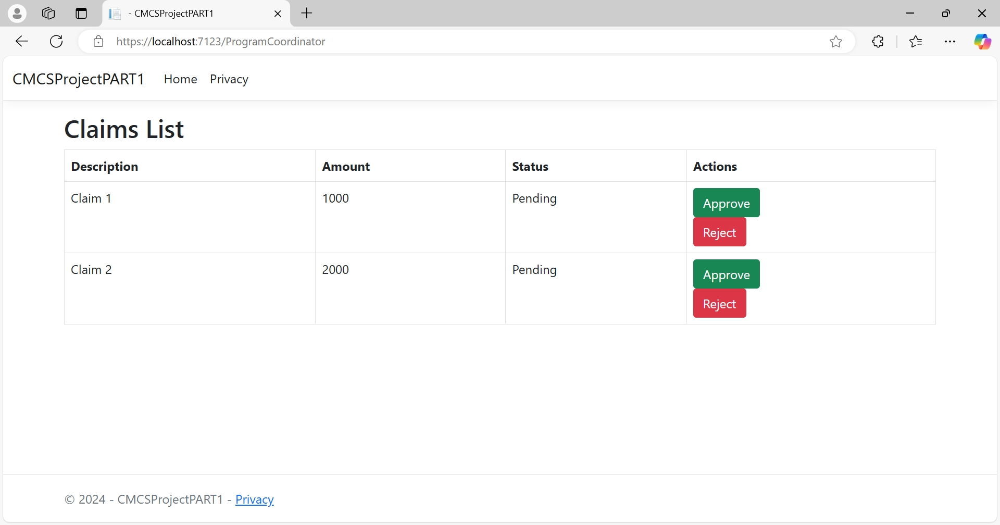 - CMCSProjectPART1
https://localhost:7123/ProgramCoordinator
CMCSProjectPART1 Home Privacy
Claims List
Description Amount Status Actions
Claim 1 1000 Pending Approve
Reject
Claim 2 2000 Pending Approve
Reject
© 2024 - CMCSProjectPART1 - Privacy